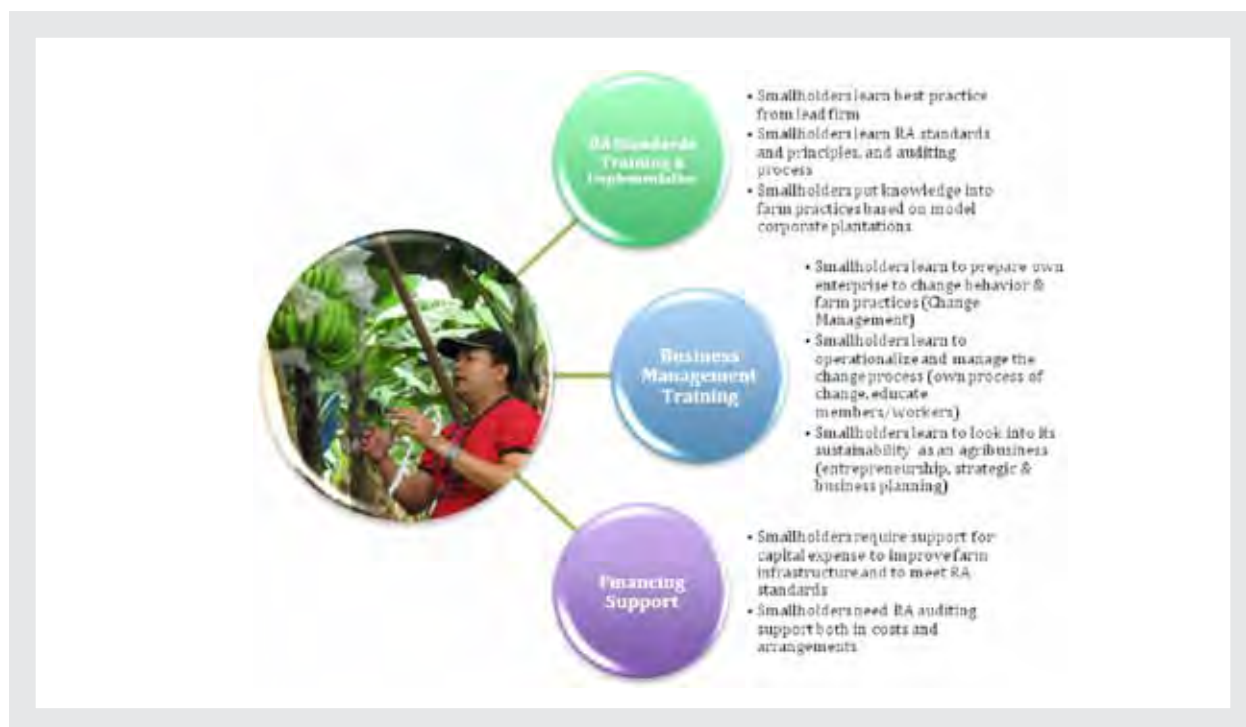 RA Standards
Training &
Implementation
• Smallholders learn best practice
from lead firm
• Smallholders learn RA standards
and principles, and auditing
process
• Smallholders put knowledge into
farm practices based on model
corporate plantations
Business
Management
Training
• Smallholders learn to prepare own
enterprise to change behavior &
farm practices (Change
Management)
• Smallholders learn to
operationalize and manage the
change process (own process of
change, educate
members/workers)
• Smallholders learn to look into its
sustainability as an agribusiness
(entrepreneurship, strategic &
business planning)
Financing
Support
• Smallholders require support for
capital expense to improve farm
infrastructure and to meet RA
standards
• Smallholders need RA auditing
support both in costs and
arrangements